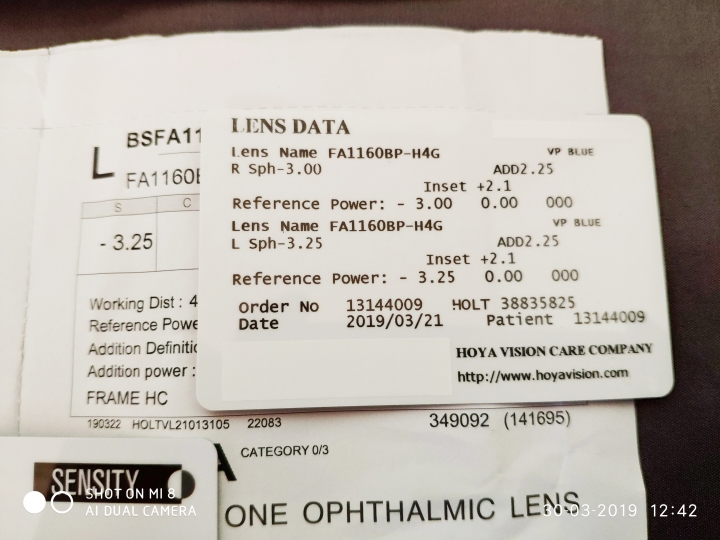 LENS DATA
Lens Name FA1160BP-H4G VP BLUE
R Sph-3.00 ADD2.25
Inset +2.1
Reference Power: - 3.00 0.00 000
Lens Name FA1160BP-H4G VP BLUE
L Sph-3.25 ADD2.25
Inset +2.1
Reference Power: - 3.25 0.00 000
Order No 13144009 HOLT 38835825
Date 2019/03/21 Patient 13144009
HOYA VISION CARE COMPANY
http://www.hoyavision.com
L BSFA11
FA1160B
S C
- 3.25
Working Dist : 4
Reference Powe
Addition Definitio
Addition power :
FRAME HC
190322 HOLTVL21013105 22083 349092 (141695)
A CATEGORY 0/3
ONE OPHTHALMIC LENS
SENSITY
SHOT ON MI 8
AI DUAL CAMERA
30-03-2019 12:42